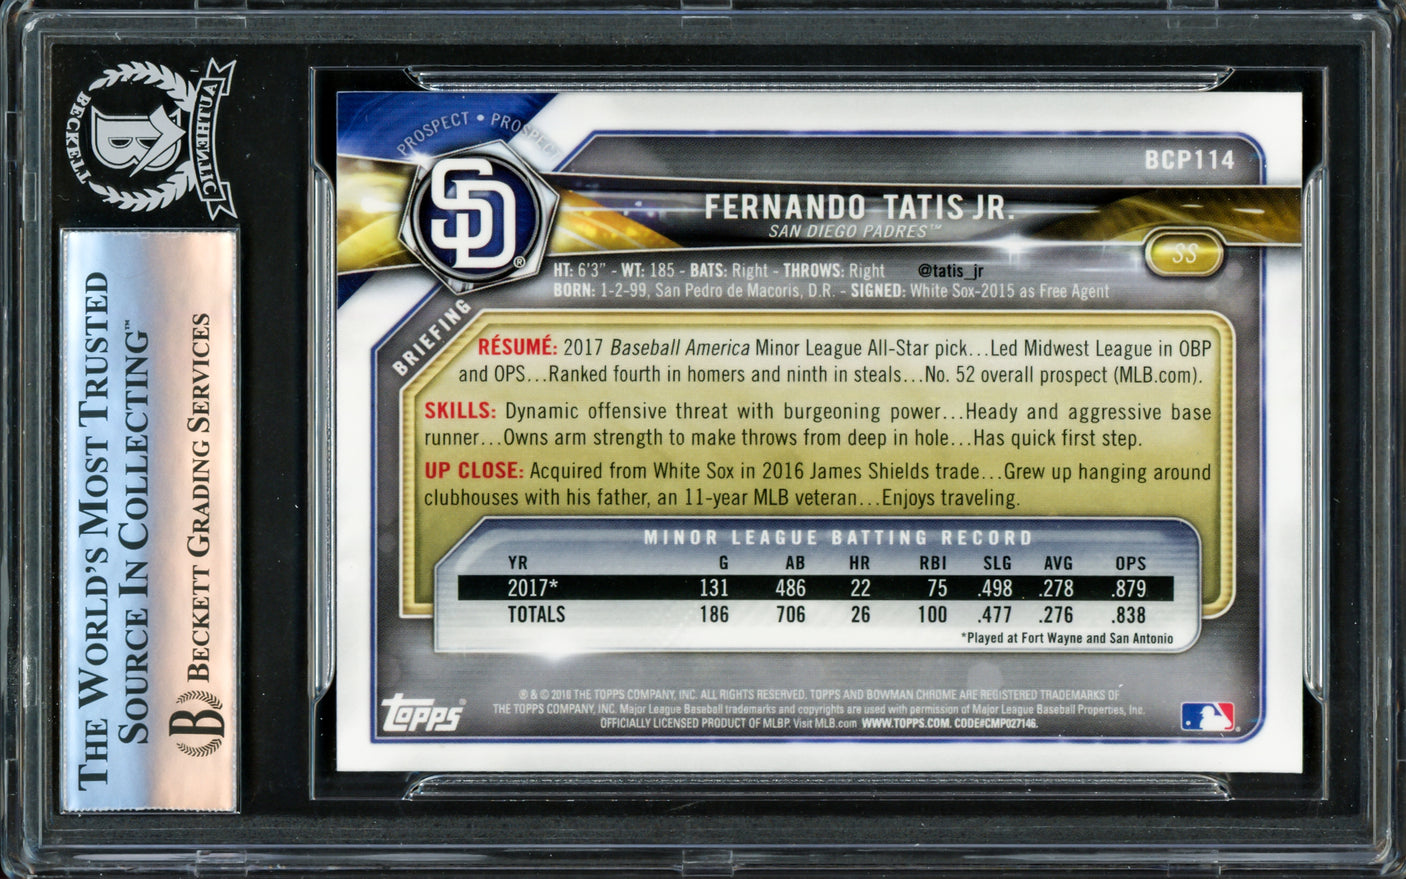 BECKETT
AUTHENTIC
B
THE WORLD'S MOST TRUSTED
SOURCE IN COLLECTING™
B BECKETT GRADING SERVICES
PROSPECT • PROSPECT
SD®
BCP114
FERNANDO TATIS JR.
SAN DIEGO PADRES™
SS
HT: 6'3" - WT: 185 - BATS: Right - THROWS: Right @tatis_jr
BORN: 1-2-99, San Pedro de Macoris, D.R. - SIGNED: White Sox-2015 as Free Agent
BRIEFING
RÉSUMÉ: 2017 Baseball America Minor League All-Star pick...Led Midwest League in OBP
and OPS...Ranked fourth in homers and ninth in steals...No. 52 overall prospect (MLB.com).
SKILLS: Dynamic offensive threat with burgeoning power...Heady and aggressive base
runner...Owns arm strength to make throws from deep in hole...Has quick first step.
UP CLOSE: Acquired from White Sox in 2016 James Shields trade...Grew up hanging around
clubhouses with his father, an 11-year MLB veteran...Enjoys traveling.
MINOR LEAGUE BATTING RECORD
YR G AB HR RBI SLG AVG OPS
2017* 131 486 22 75 .498 .278 .879
TOTALS 186 706 26 100 .477 .276 .838
*Played at Fort Wayne and San Antonio
Topps®
® & © 2018 THE TOPPS COMPANY, INC. ALL RIGHTS RESERVED. TOPPS AND BOWMAN CHROME ARE REGISTERED TRADEMARKS OF
THE TOPPS COMPANY, INC. Major League Baseball trademarks and copyrights are used with permission of Major League Baseball Properties, Inc.
OFFICIALLY LICENSED PRODUCT OF MLBP. Visit MLB.com WWW.TOPPS.COM. CODE#CMP027146.